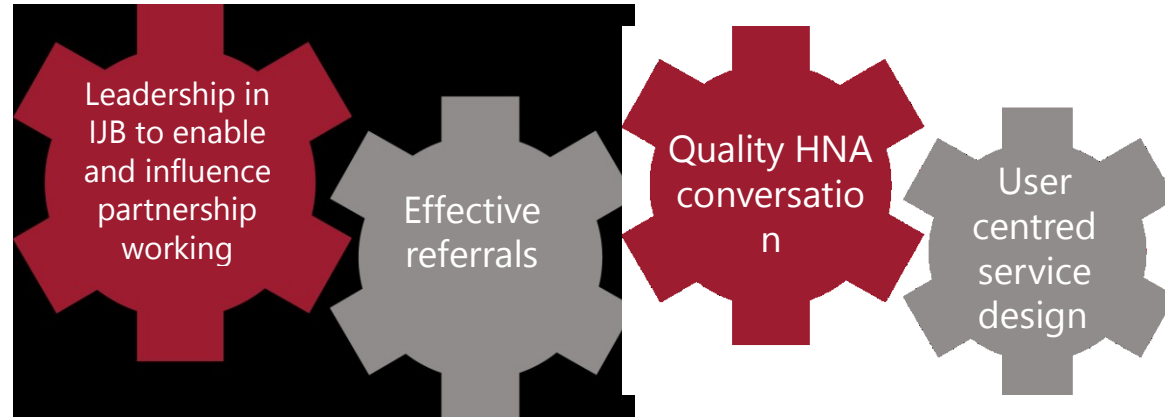 Leadership in
IJB to enable
and influence
partnership
working
Effective
referrals
Quality HNA
conversatio
n
User
centred
service
design